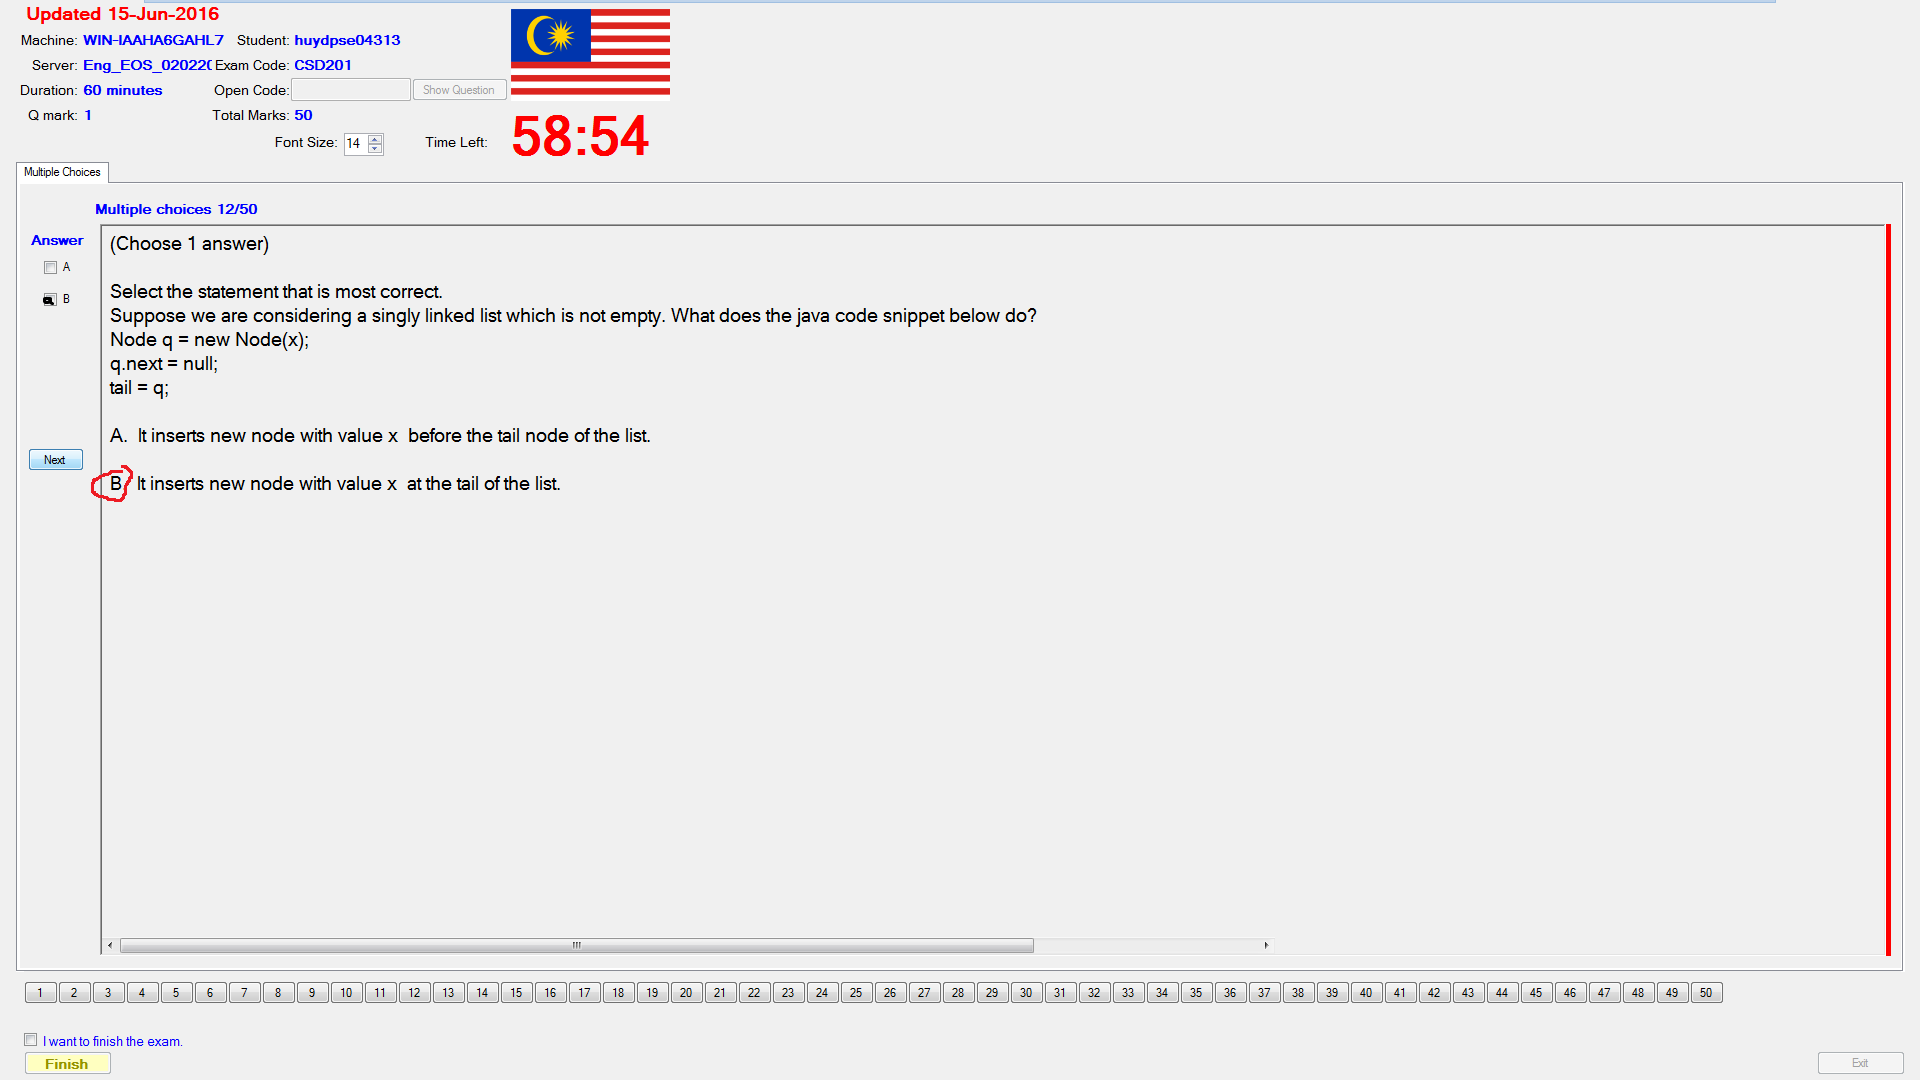 Updated 15-Jun-2016
Machine: WIN-IAAHA6GAHL7 Student: huydpse04313
Server: Eng_EOS_020220 Exam Code: CSD201
Duration: 60 minutes Open Code: Show Question
Q mark: 1 Total Marks: 50
Font Size: 14 Time Left: 58:54
Multiple Choices
Multiple choices 12/50
Answer
A
B
Next
(Choose 1 answer)
Select the statement that is most correct.
Suppose we are considering a singly linked list which is not empty. What does the java code snippet below do?
Node q = new Node(x);
q.next = null;
tail = q;
A. It inserts new node with value x before the tail node of the list.
B. It inserts new node with value x at the tail of the list.
1 2 3 4 5 6 7 8 9 10 11 12 13 14 15 16 17 18 19 20 21 22 23 24 25 26 27 28 29 30 31 32 33 34 35 36 37 38 39 40 41 42 43 44 45 46 47 48 49 50
I want to finish the exam.
Finish
Exit